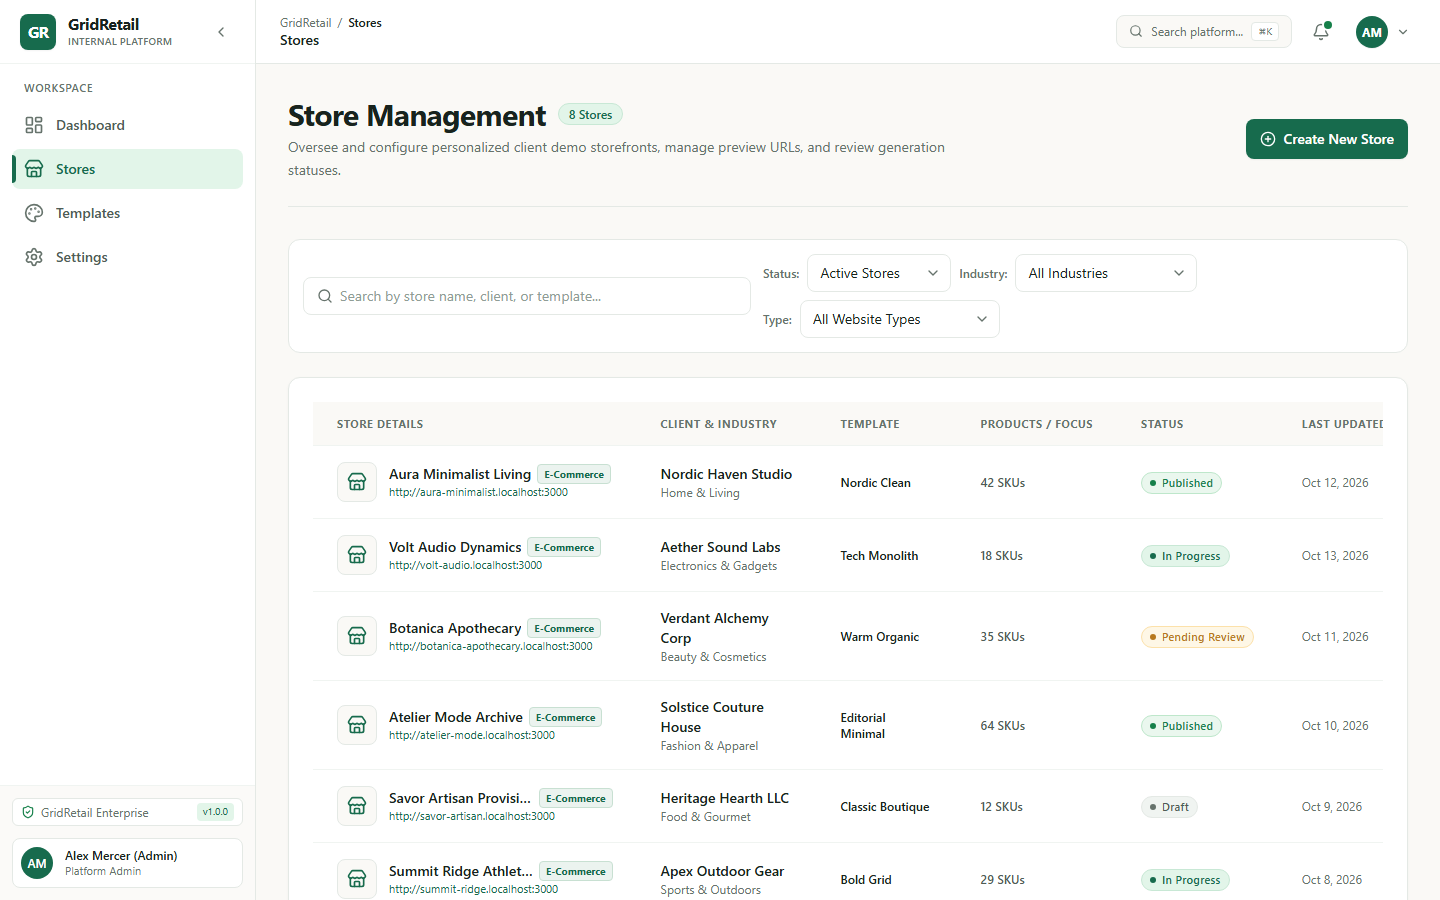 GR
GridRetail
INTERNAL PLATFORM
GridRetail / Stores
Stores
Search platform... ⌘K
AM
WORKSPACE
Dashboard
Stores
Templates
Settings
GridRetail Enterprise v1.0.0
AM
Alex Mercer (Admin)
Platform Admin
Store Management 8 Stores
Oversee and configure personalized client demo storefronts, manage preview URLs, and review generation
statuses.
Create New Store
Search by store name, client, or template...
Status: Active Stores Industry: All Industries
Type: All Website Types
STORE DETAILS CLIENT & INDUSTRY TEMPLATE PRODUCTS / FOCUS STATUS LAST UPDATED
Aura Minimalist Living E-Commerce
http://aura-minimalist.localhost:3000
Nordic Haven Studio
Home & Living
Nordic Clean
42 SKUs
Published
Oct 12, 2026
Volt Audio Dynamics E-Commerce
http://volt-audio.localhost:3000
Aether Sound Labs
Electronics & Gadgets
Tech Monolith
18 SKUs
In Progress
Oct 13, 2026
Botanica Apothecary E-Commerce
http://botanica-apothecary.localhost:3000
Verdant Alchemy
Corp
Beauty & Cosmetics
Warm Organic
35 SKUs
Pending Review
Oct 11, 2026
Atelier Mode Archive E-Commerce
http://atelier-mode.localhost:3000
Solstice Couture
House
Fashion & Apparel
Editorial
Minimal
64 SKUs
Published
Oct 10, 2026
Savor Artisan Provisi... E-Commerce
http://savor-artisan.localhost:3000
Heritage Hearth LLC
Food & Gourmet
Classic Boutique
12 SKUs
Draft
Oct 9, 2026
Summit Ridge Athlet... E-Commerce
http://summit-ridge.localhost:3000
Apex Outdoor Gear
Sports & Outdoors
Bold Grid
29 SKUs
In Progress
Oct 8, 2026